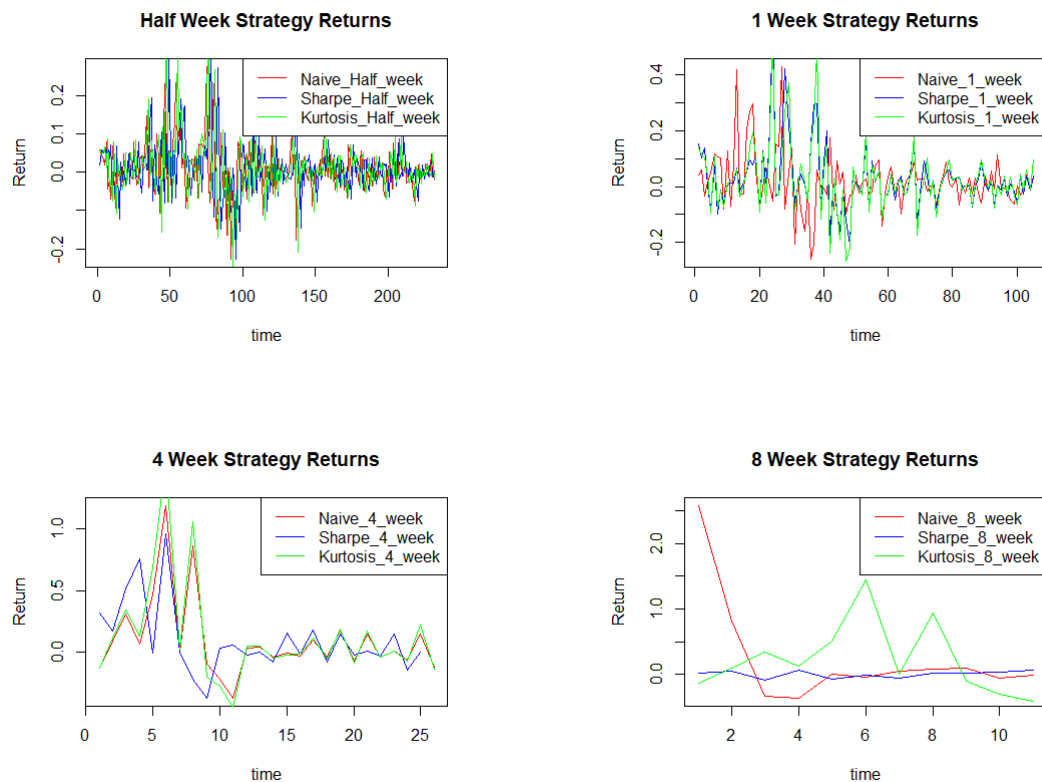 Half Week Strategy Returns
Naive_Half_week
Sharpe_Half_week
Kurtosis_Half_week
Return
-0.2 0.0 0.1 0.2
0 50 100 150 200
time
1 Week Strategy Returns
Naive_1_week
Sharpe_1_week
Kurtosis_1_week
Return
-0.2 0.0 0.2 0.4
0 20 40 60 80 100
time
4 Week Strategy Returns
Naive_4_week
Sharpe_4_week
Kurtosis_4_week
Return
0.0 0.5 1.0
0 5 10 15 20 25
time
8 Week Strategy Returns
Naive_8_week
Sharpe_8_week
Kurtosis_8_week
Return
0.0 1.0 2.0
2 4 6 8 10
time